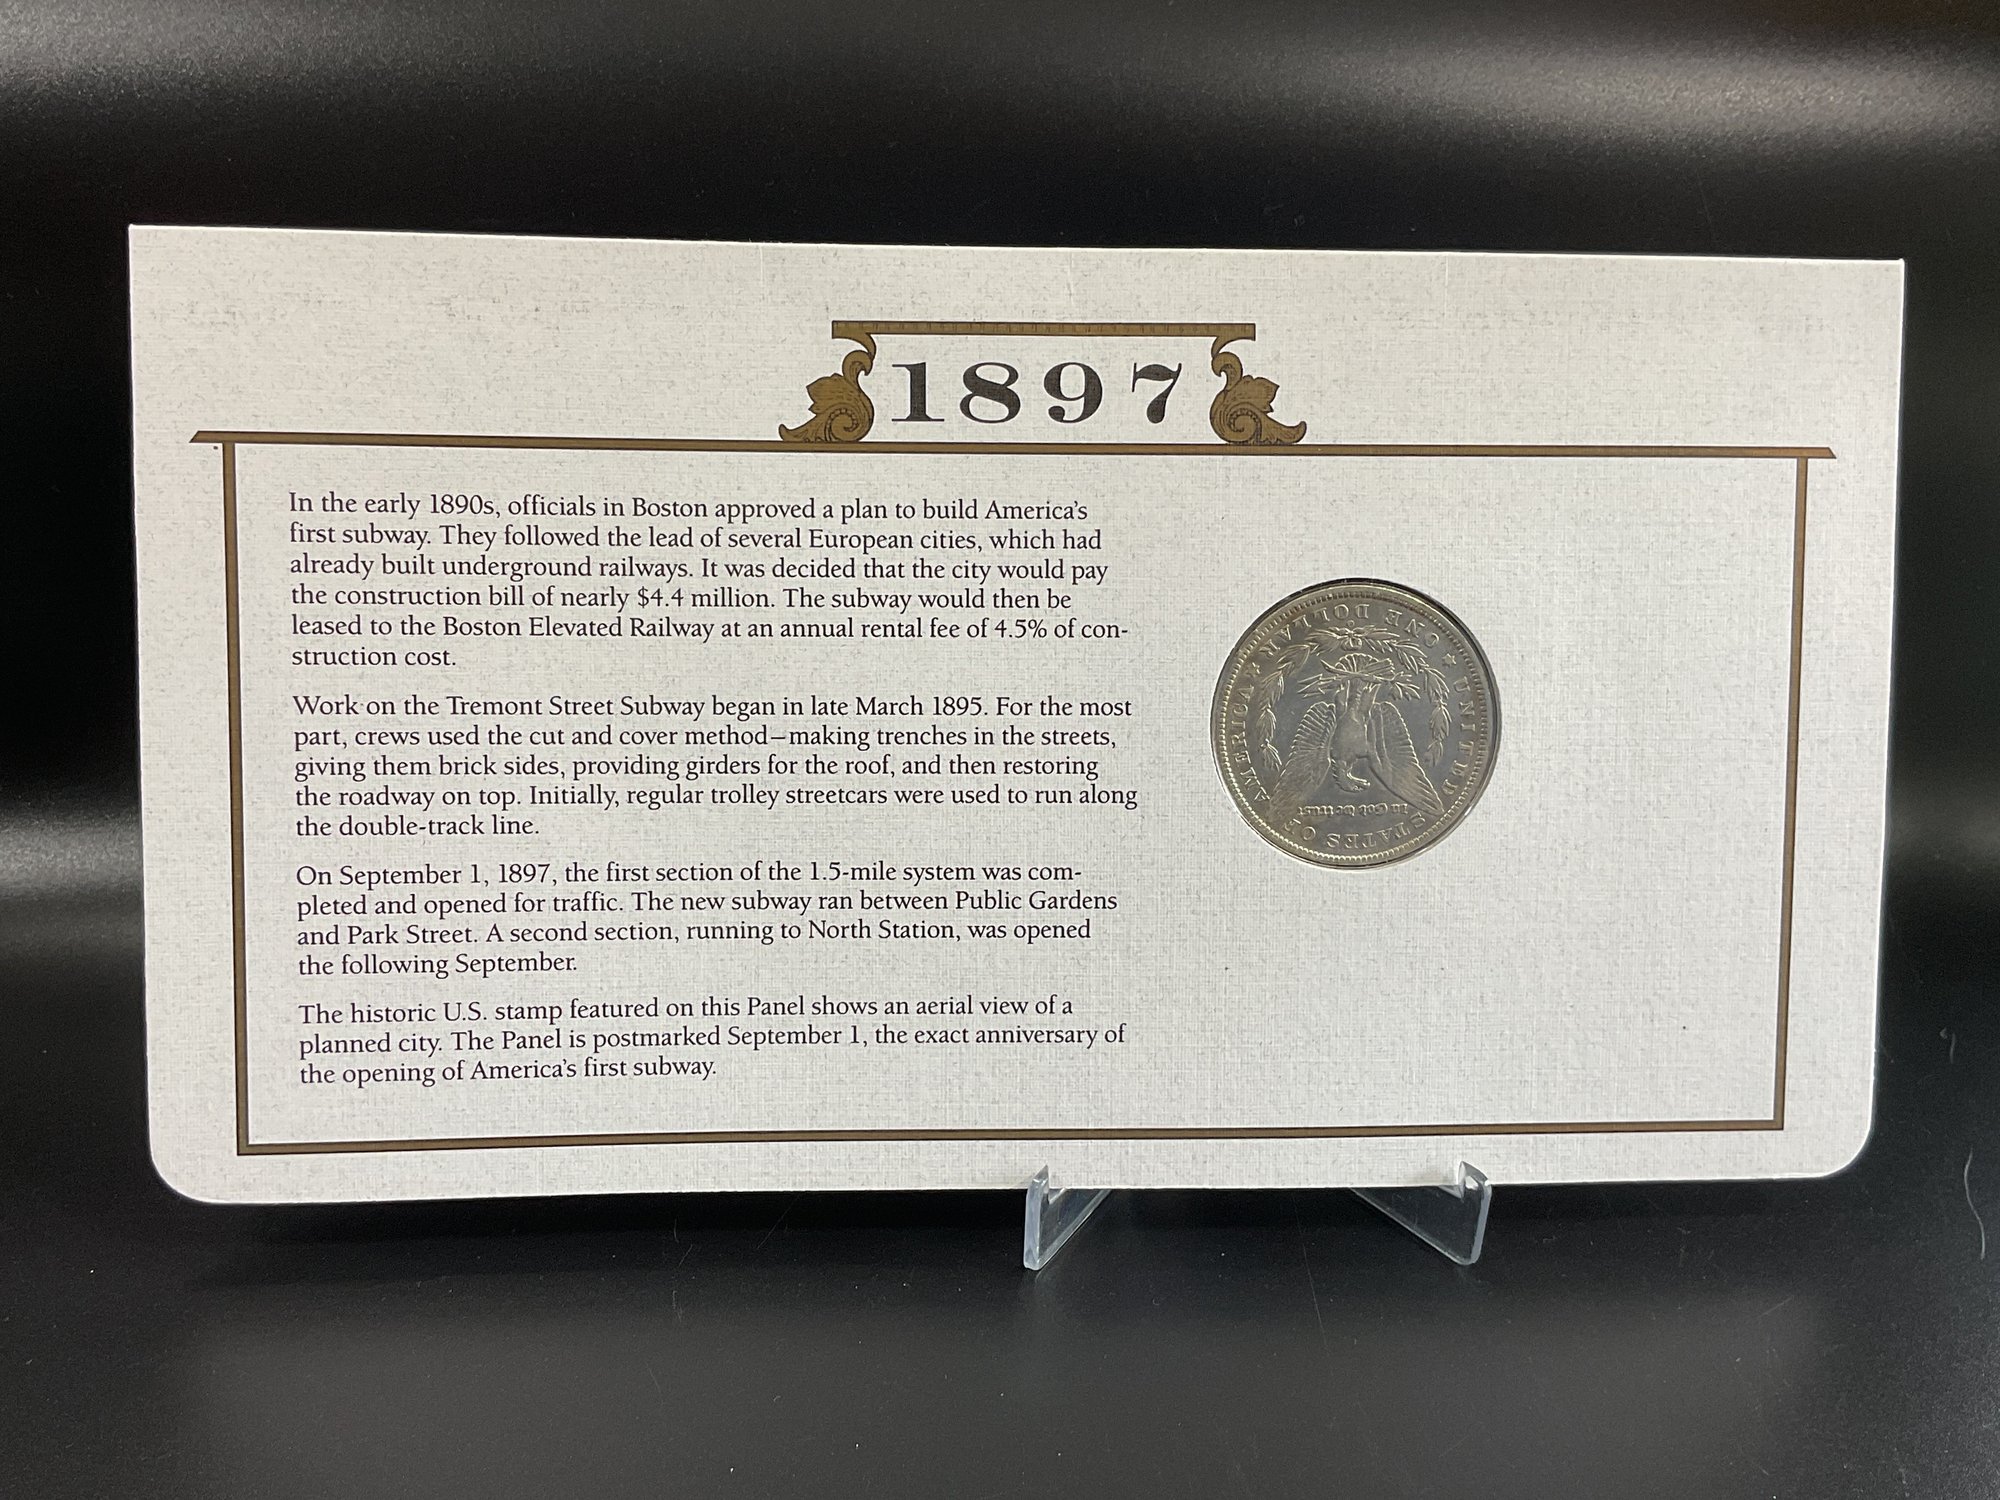 1897
In the early 1890s, officials in Boston approved a plan to build America's
first subway. They followed the lead of several European cities, which had
already built underground railways. It was decided that the city would pay
the construction bill of nearly $4.4 million. The subway would then be
leased to the Boston Elevated Railway at an annual rental fee of 4.5% of con-
struction cost.
Work on the Tremont Street Subway began in late March 1895. For the most
part, crews used the cut and cover method—making trenches in the streets,
giving them brick sides, providing girders for the roof, and then restoring
the roadway on top. Initially, regular trolley streetcars were used to run along
the double-track line.
On September 1, 1897, the first section of the 1.5-mile system was com-
pleted and opened for traffic. The new subway ran between Public Gardens
and Park Street. A second section, running to North Station, was opened
the following September.
The historic U.S. stamp featured on this Panel shows an aerial view of a
planned city. The Panel is postmarked September 1, the exact anniversary of
the opening of America's first subway.
UNITED STATES OF AMERICA
In God we trust
ONE DOLLAR